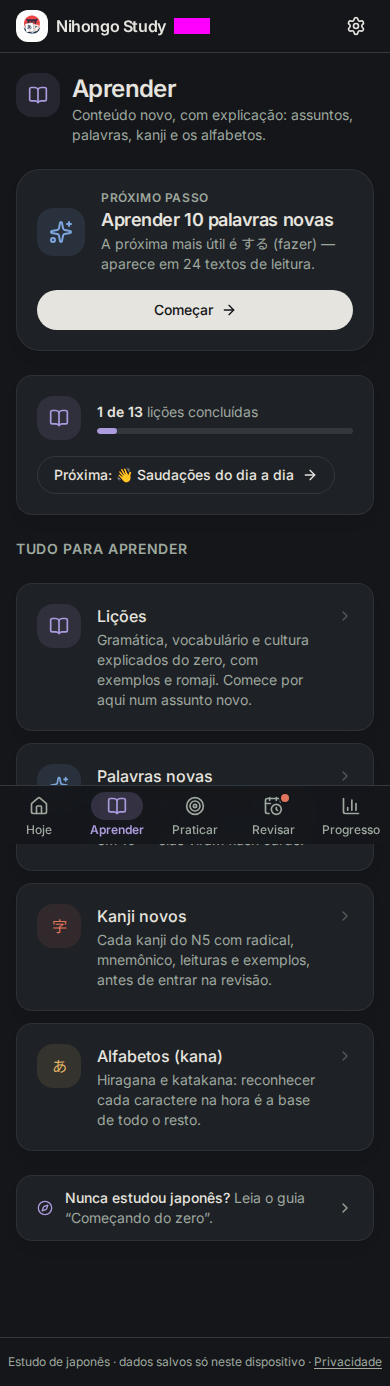 Nihongo Study
Aprender
Conteúdo novo, com explicação: assuntos,
palavras, kanji e os alfabetos.
PRÓXIMO PASSO
Aprender 10 palavras novas
A próxima mais útil é する (fazer) —
aparece em 24 textos de leitura.
Começar
1 de 13 lições concluídas
Próxima: 👋 Saudações do dia a dia
TUDO PARA APRENDER
Lições
Gramática, vocabulário e cultura
explicados do zero, com
exemplos e romaji. Comece por
aqui num assunto novo.
Palavras novas
Hoje
Aprender
Praticar
Revisar
Progresso
字
Kanji novos
Cada kanji do N5 com radical,
mnemônico, leituras e exemplos,
antes de entrar na revisão.
あ
Alfabetos (kana)
Hiragana e katakana: reconhecer
cada caractere na hora é a base
de todo o resto.
Nunca estudou japonês? Leia o guia
“Começando do zero”.
Estudo de japonês · dados salvos só neste dispositivo · Privacidade